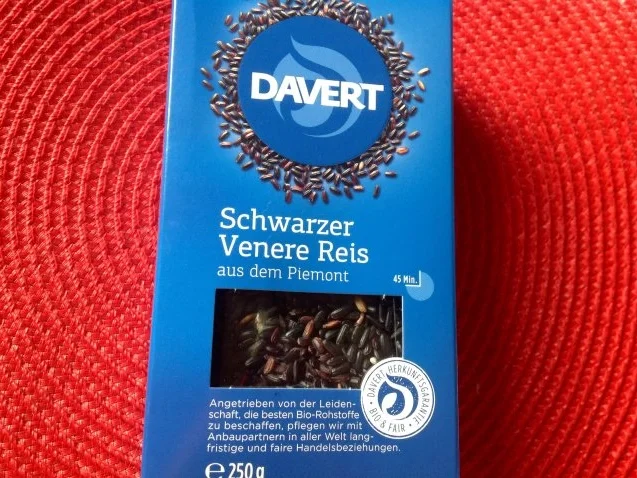 DAVERT
Schwarzer
Venere Reis
aus dem Piemont
45 Min.
DAVERT HERKUNFTSGARANTIE
BIO & FAIR
Angetrieben von der Leiden-
schaft, die besten Bio-Rohstoffe
zu beschaffen, pflegen wir mit
Anbaupartnern in aller Welt lang-
fristige und faire Handelsbeziehungen.
℮ 250 g